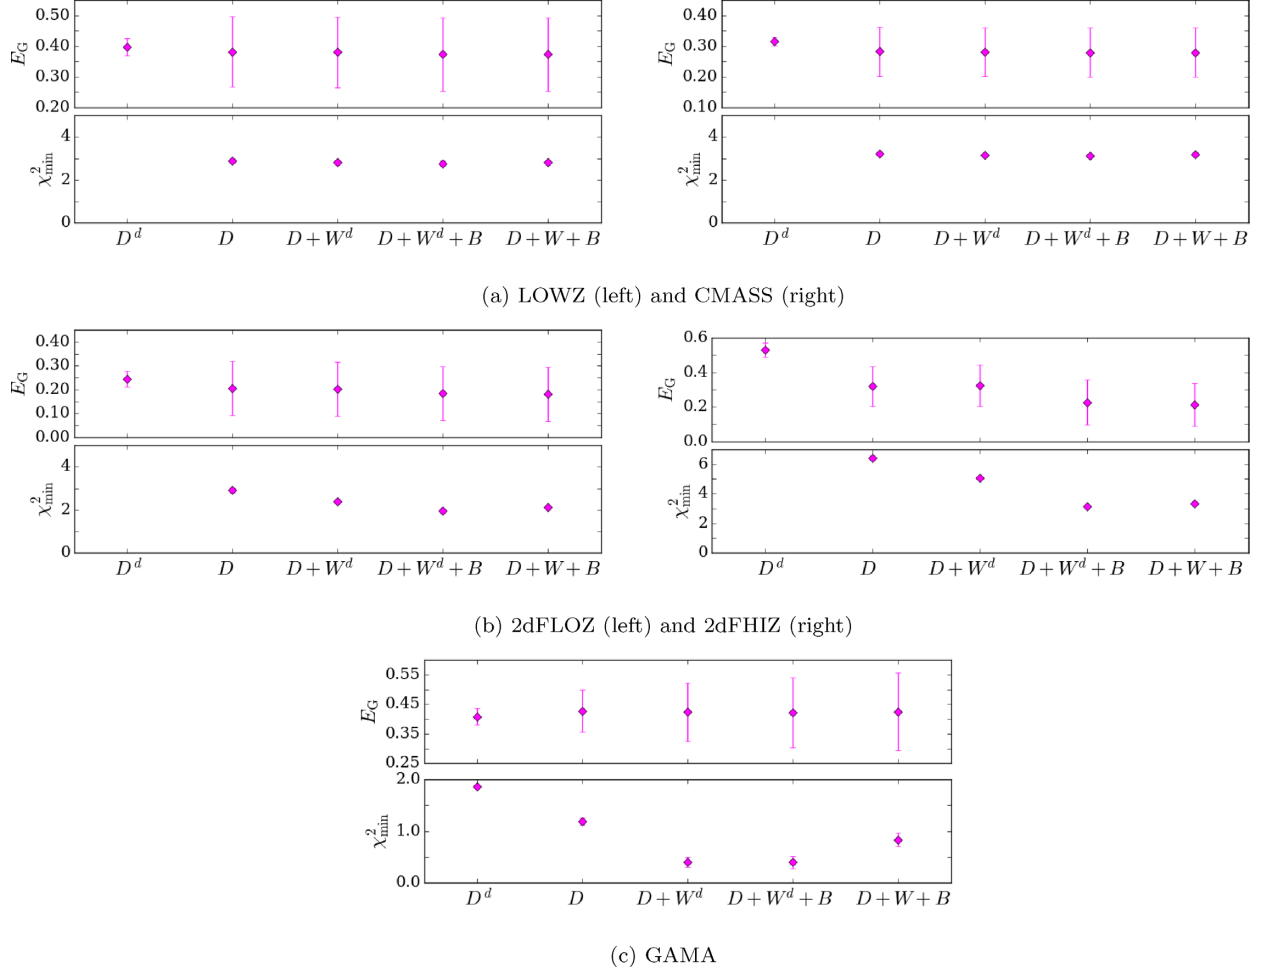 0.50
0.40
0.30
0.20
E_G
4
2
0
χ²_min
D^d D D + W^d D + W^d + B D + W + B
0.40
0.30
0.20
0.10
E_G
4
2
0
χ²_min
D^d D D + W^d D + W^d + B D + W + B
(a) LOWZ (left) and CMASS (right)
0.40
0.30
0.20
0.10
0.00
E_G
4
2
0
χ²_min
D^d D D + W^d D + W^d + B D + W + B
0.6
0.4
0.2
0.0
E_G
6
4
2
0
χ²_min
D^d D D + W^d D + W^d + B D + W + B
(b) 2dFLOZ (left) and 2dFHIZ (right)
0.55
0.45
0.35
0.25
E_G
2.0
1.0
0.0
χ²_min
D^d D D + W^d D + W^d + B D + W + B
(c) GAMA